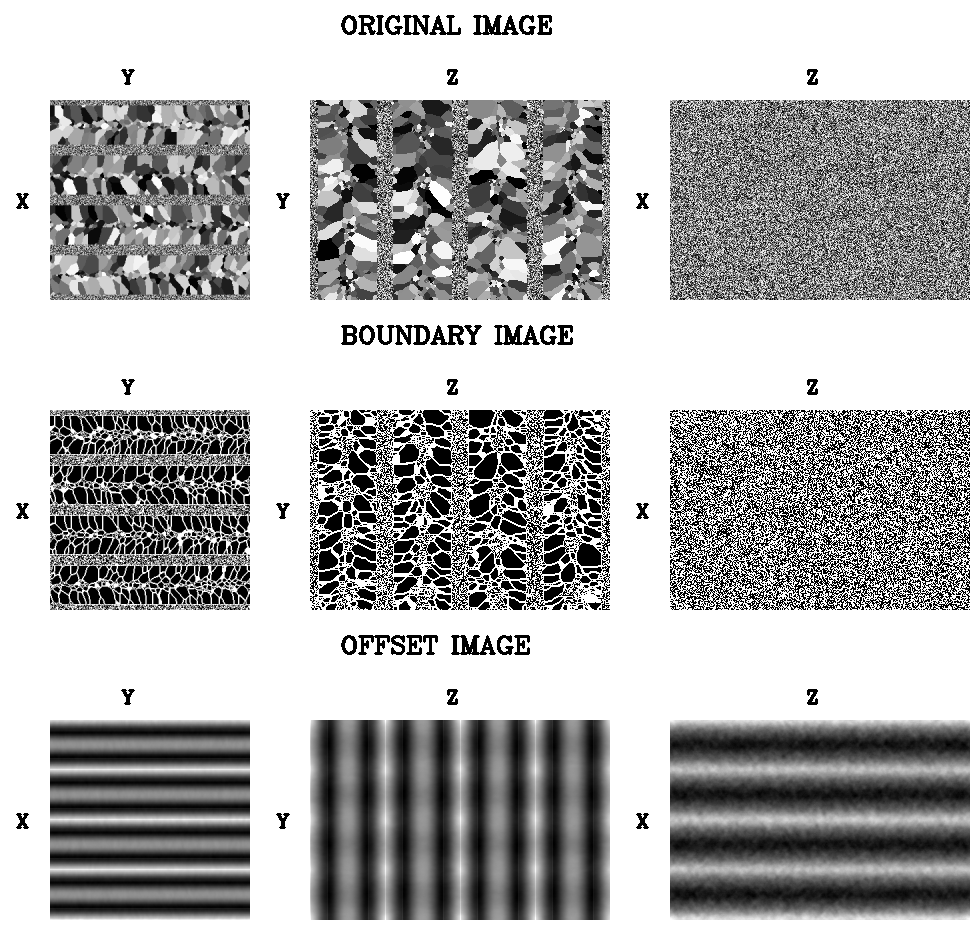 ORIGINAL IMAGE
Y Z Z
X Y X
BOUNDARY IMAGE
Y Z Z
X Y X
OFFSET IMAGE
Y Z Z
X Y X